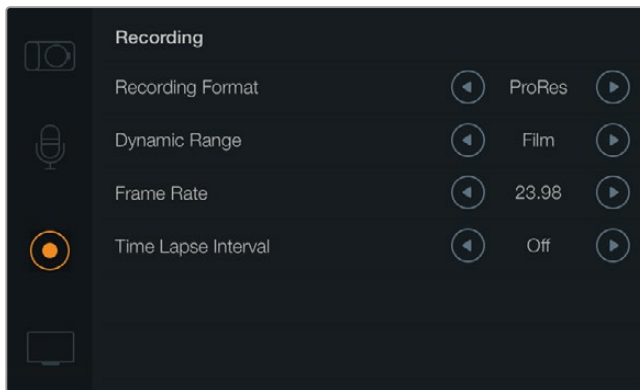 Recording
Recording Format ProRes
Dynamic Range Film
Frame Rate 23.98
Time Lapse Interval Off